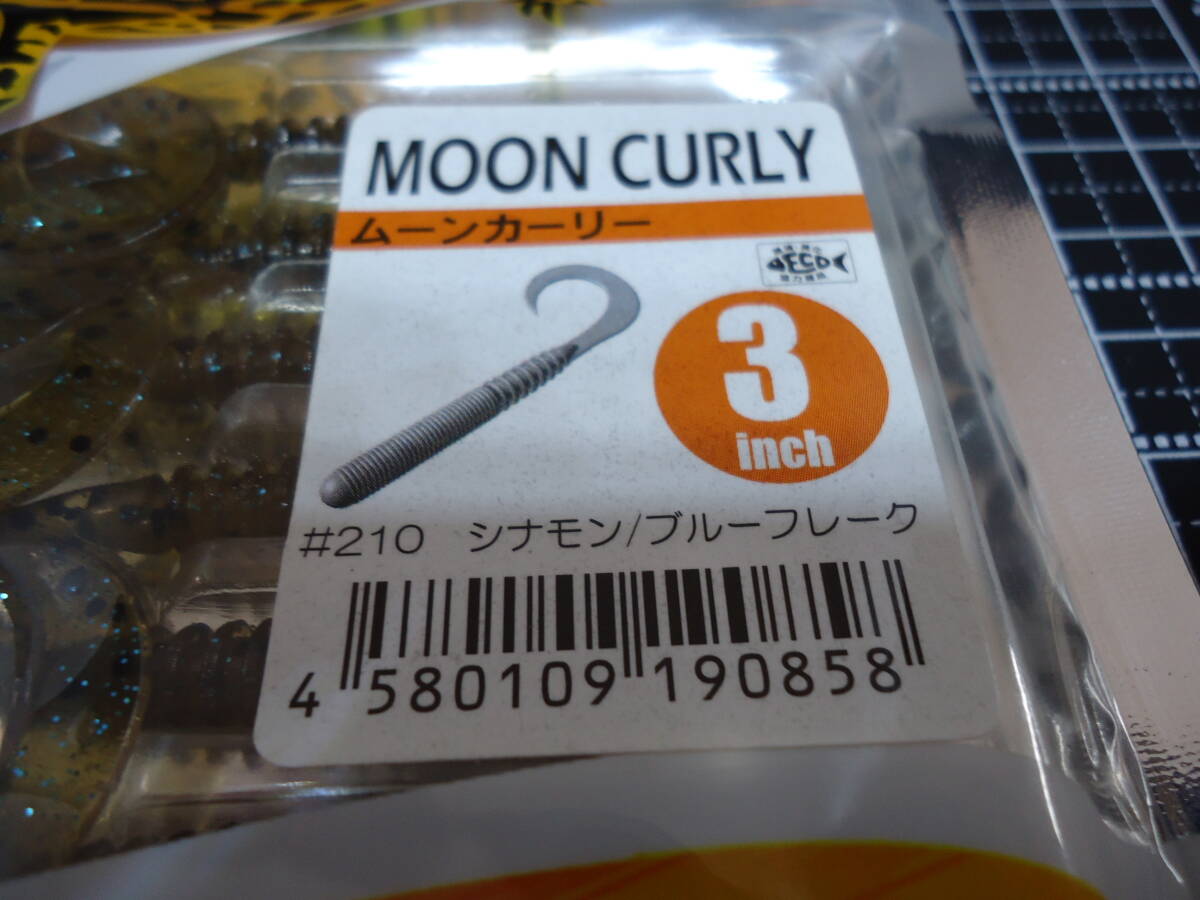 MOON CURLY
ムーンカーリー
ECO
3
inch
#210 シナモン/ブルーフレーク
4 580109 190858